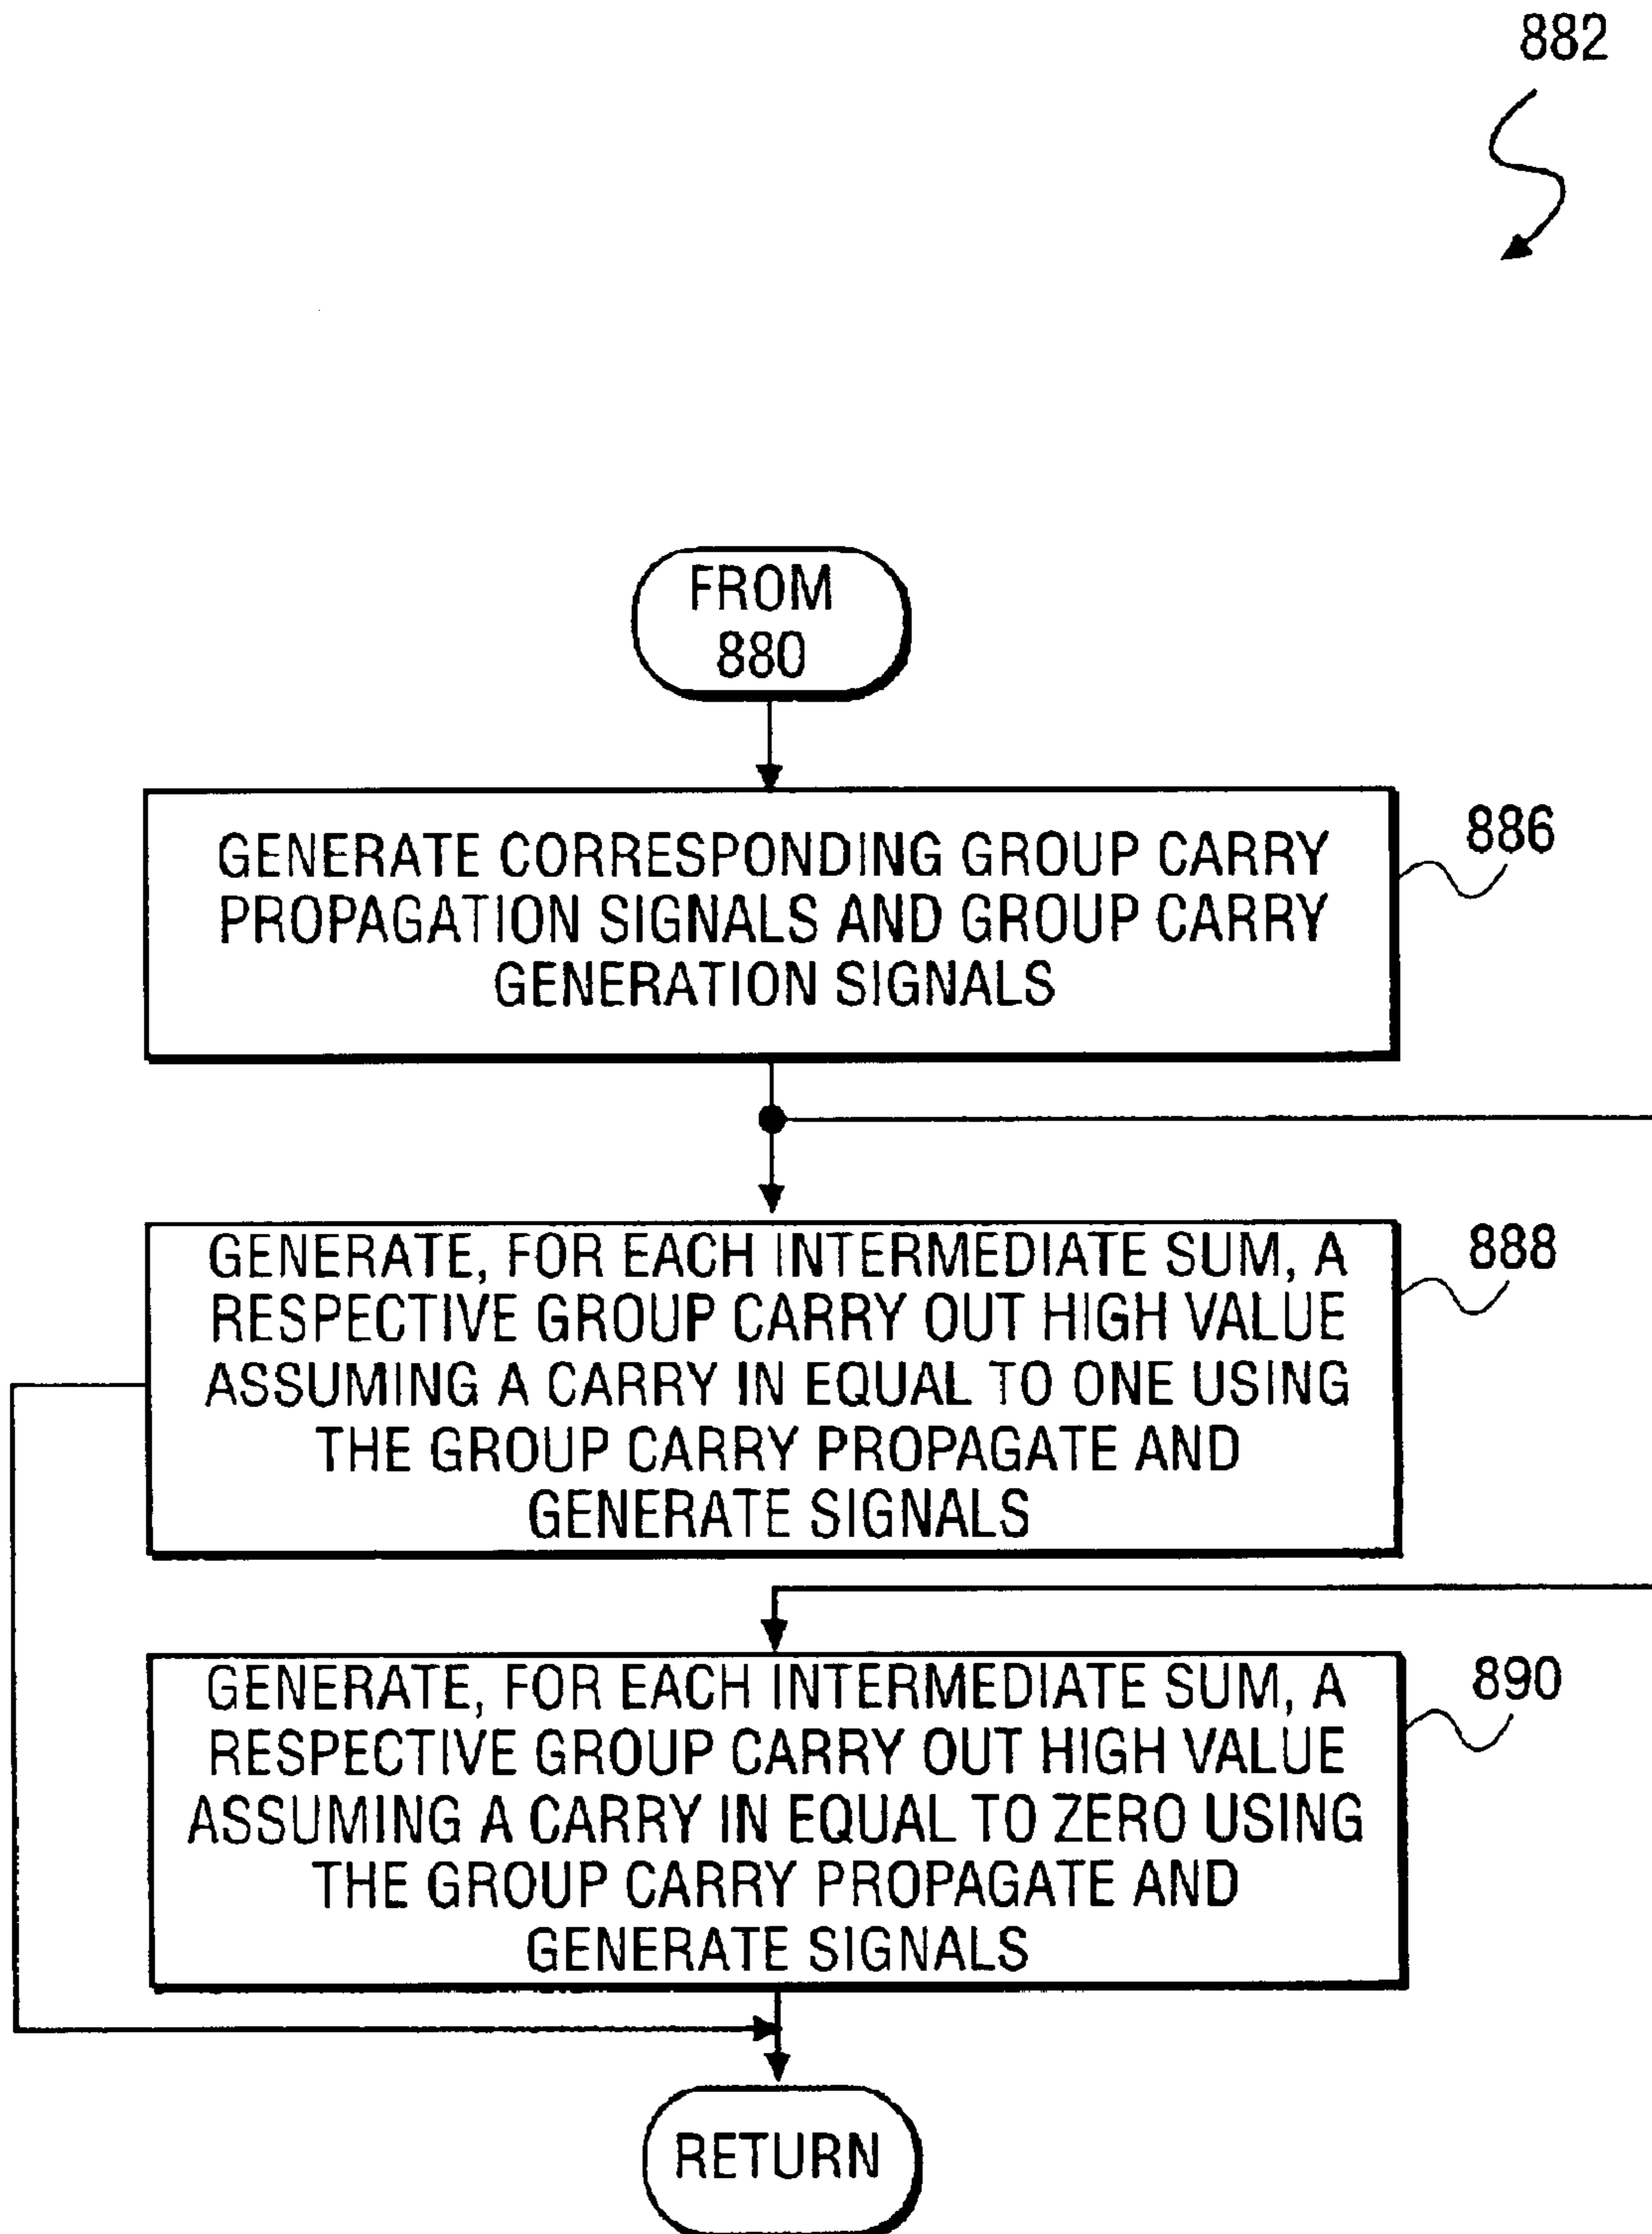 882
FROM
880
GENERATE CORRESPONDING GROUP CARRY
PROPAGATION SIGNALS AND GROUP CARRY
GENERATION SIGNALS
886
GENERATE, FOR EACH INTERMEDIATE SUM, A
RESPECTIVE GROUP CARRY OUT HIGH VALUE
ASSUMING A CARRY IN EQUAL TO ONE USING
THE GROUP CARRY PROPAGATE AND
GENERATE SIGNALS
888
GENERATE, FOR EACH INTERMEDIATE SUM, A
RESPECTIVE GROUP CARRY OUT HIGH VALUE
ASSUMING A CARRY IN EQUAL TO ZERO USING
THE GROUP CARRY PROPAGATE AND
GENERATE SIGNALS
890
RETURN